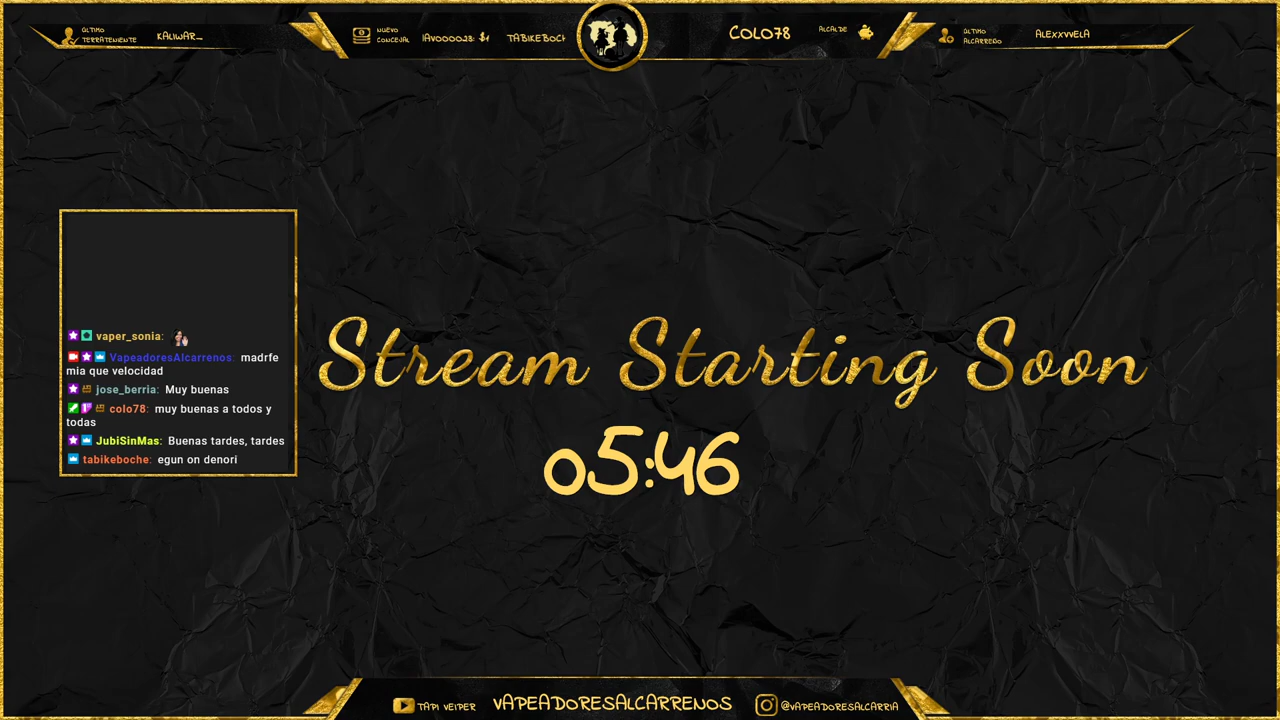 ÚLTIMO
TERRATENIENTE
KALIWAR_
NUEVO
CONCEJAL
IAVOOOO23: $1
TABIKEBOCH
COLO78
ALCALDE
ÚLTIMO
ALCARREÑO
ALEXXVVELA
vaper_sonia:
VapeadoresAlcarrenos: madrfe
mia que velocidad
jose_berria: Muy buenas
colo78: muy buenas a todos y
todas
JubiSinMas: Buenas tardes, tardes
tabikeboche: egun on denori
Stream Starting Soon
05:46
TAPI VEIPER
VAPEADORESALCARRENOS
@VAPEADORESALCARRIA